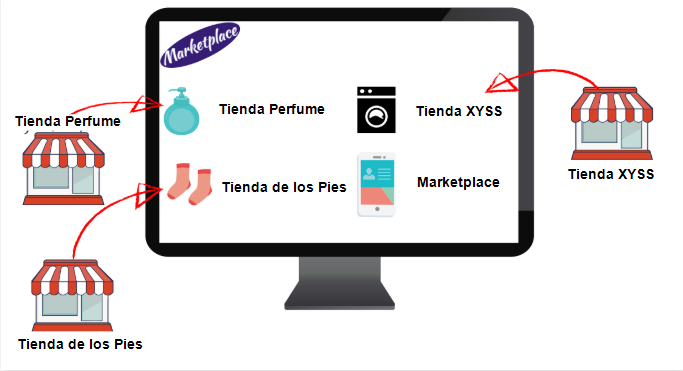 Marketplace
Tienda Perfume
Tienda XYSS
Tienda Perfume
Tienda de los Pies
Marketplace
Tienda XYSS
Tienda de los Pies